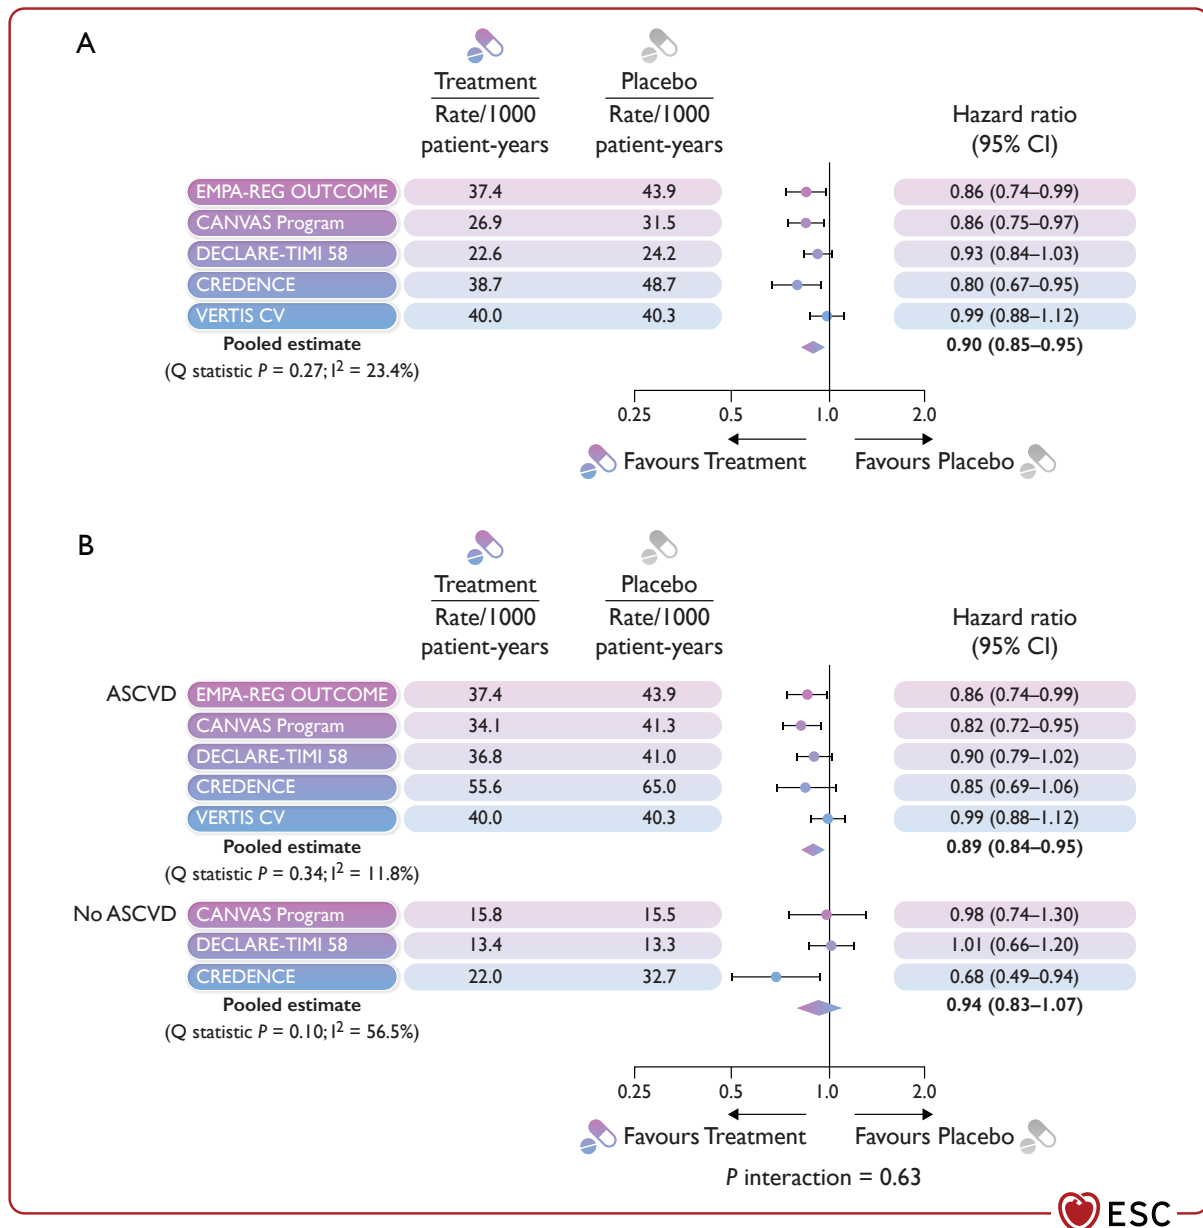 A
Treatment
Rate/1000
patient-years
Placebo
Rate/1000
patient-years
Hazard ratio
(95% CI)
EMPA-REG OUTCOME 37.4 43.9 0.86 (0.74–0.99)
CANVAS Program 26.9 31.5 0.86 (0.75–0.97)
DECLARE-TIMI 58 22.6 24.2 0.93 (0.84–1.03)
CREDENCE 38.7 48.7 0.80 (0.67–0.95)
VERTIS CV 40.0 40.3 0.99 (0.88–1.12)
Pooled estimate 0.90 (0.85–0.95)
(Q statistic P = 0.27; I² = 23.4%)
0.25 0.5 1.0 2.0
Favours Treatment Favours Placebo
B
Treatment
Rate/1000
patient-years
Placebo
Rate/1000
patient-years
Hazard ratio
(95% CI)
ASCVD EMPA-REG OUTCOME 37.4 43.9 0.86 (0.74–0.99)
CANVAS Program 34.1 41.3 0.82 (0.72–0.95)
DECLARE-TIMI 58 36.8 41.0 0.90 (0.79–1.02)
CREDENCE 55.6 65.0 0.85 (0.69–1.06)
VERTIS CV 40.0 40.3 0.99 (0.88–1.12)
Pooled estimate 0.89 (0.84–0.95)
(Q statistic P = 0.34; I² = 11.8%)
No ASCVD CANVAS Program 15.8 15.5 0.98 (0.74–1.30)
DECLARE-TIMI 58 13.4 13.3 1.01 (0.66–1.20)
CREDENCE 22.0 32.7 0.68 (0.49–0.94)
Pooled estimate 0.94 (0.83–1.07)
(Q statistic P = 0.10; I² = 56.5%)
0.25 0.5 1.0 2.0
Favours Treatment Favours Placebo
P interaction = 0.63
ESC